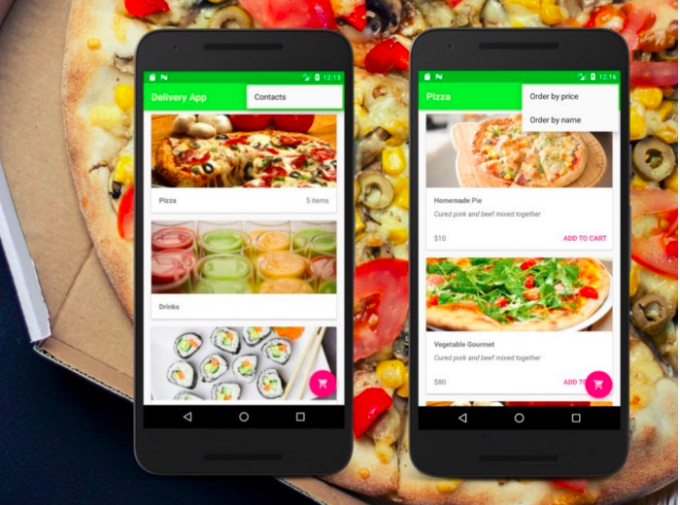 12:13
Delivery App
Contacts
Pizza
5 items
Drinks
12:16
Pizza
Order by price
Order by name
Homemade Pie
Cured pork and beef mixed together
$10
ADD TO CART
Vegetable Gourmet
Cured pork and beef mixed together
$80
ADD TO